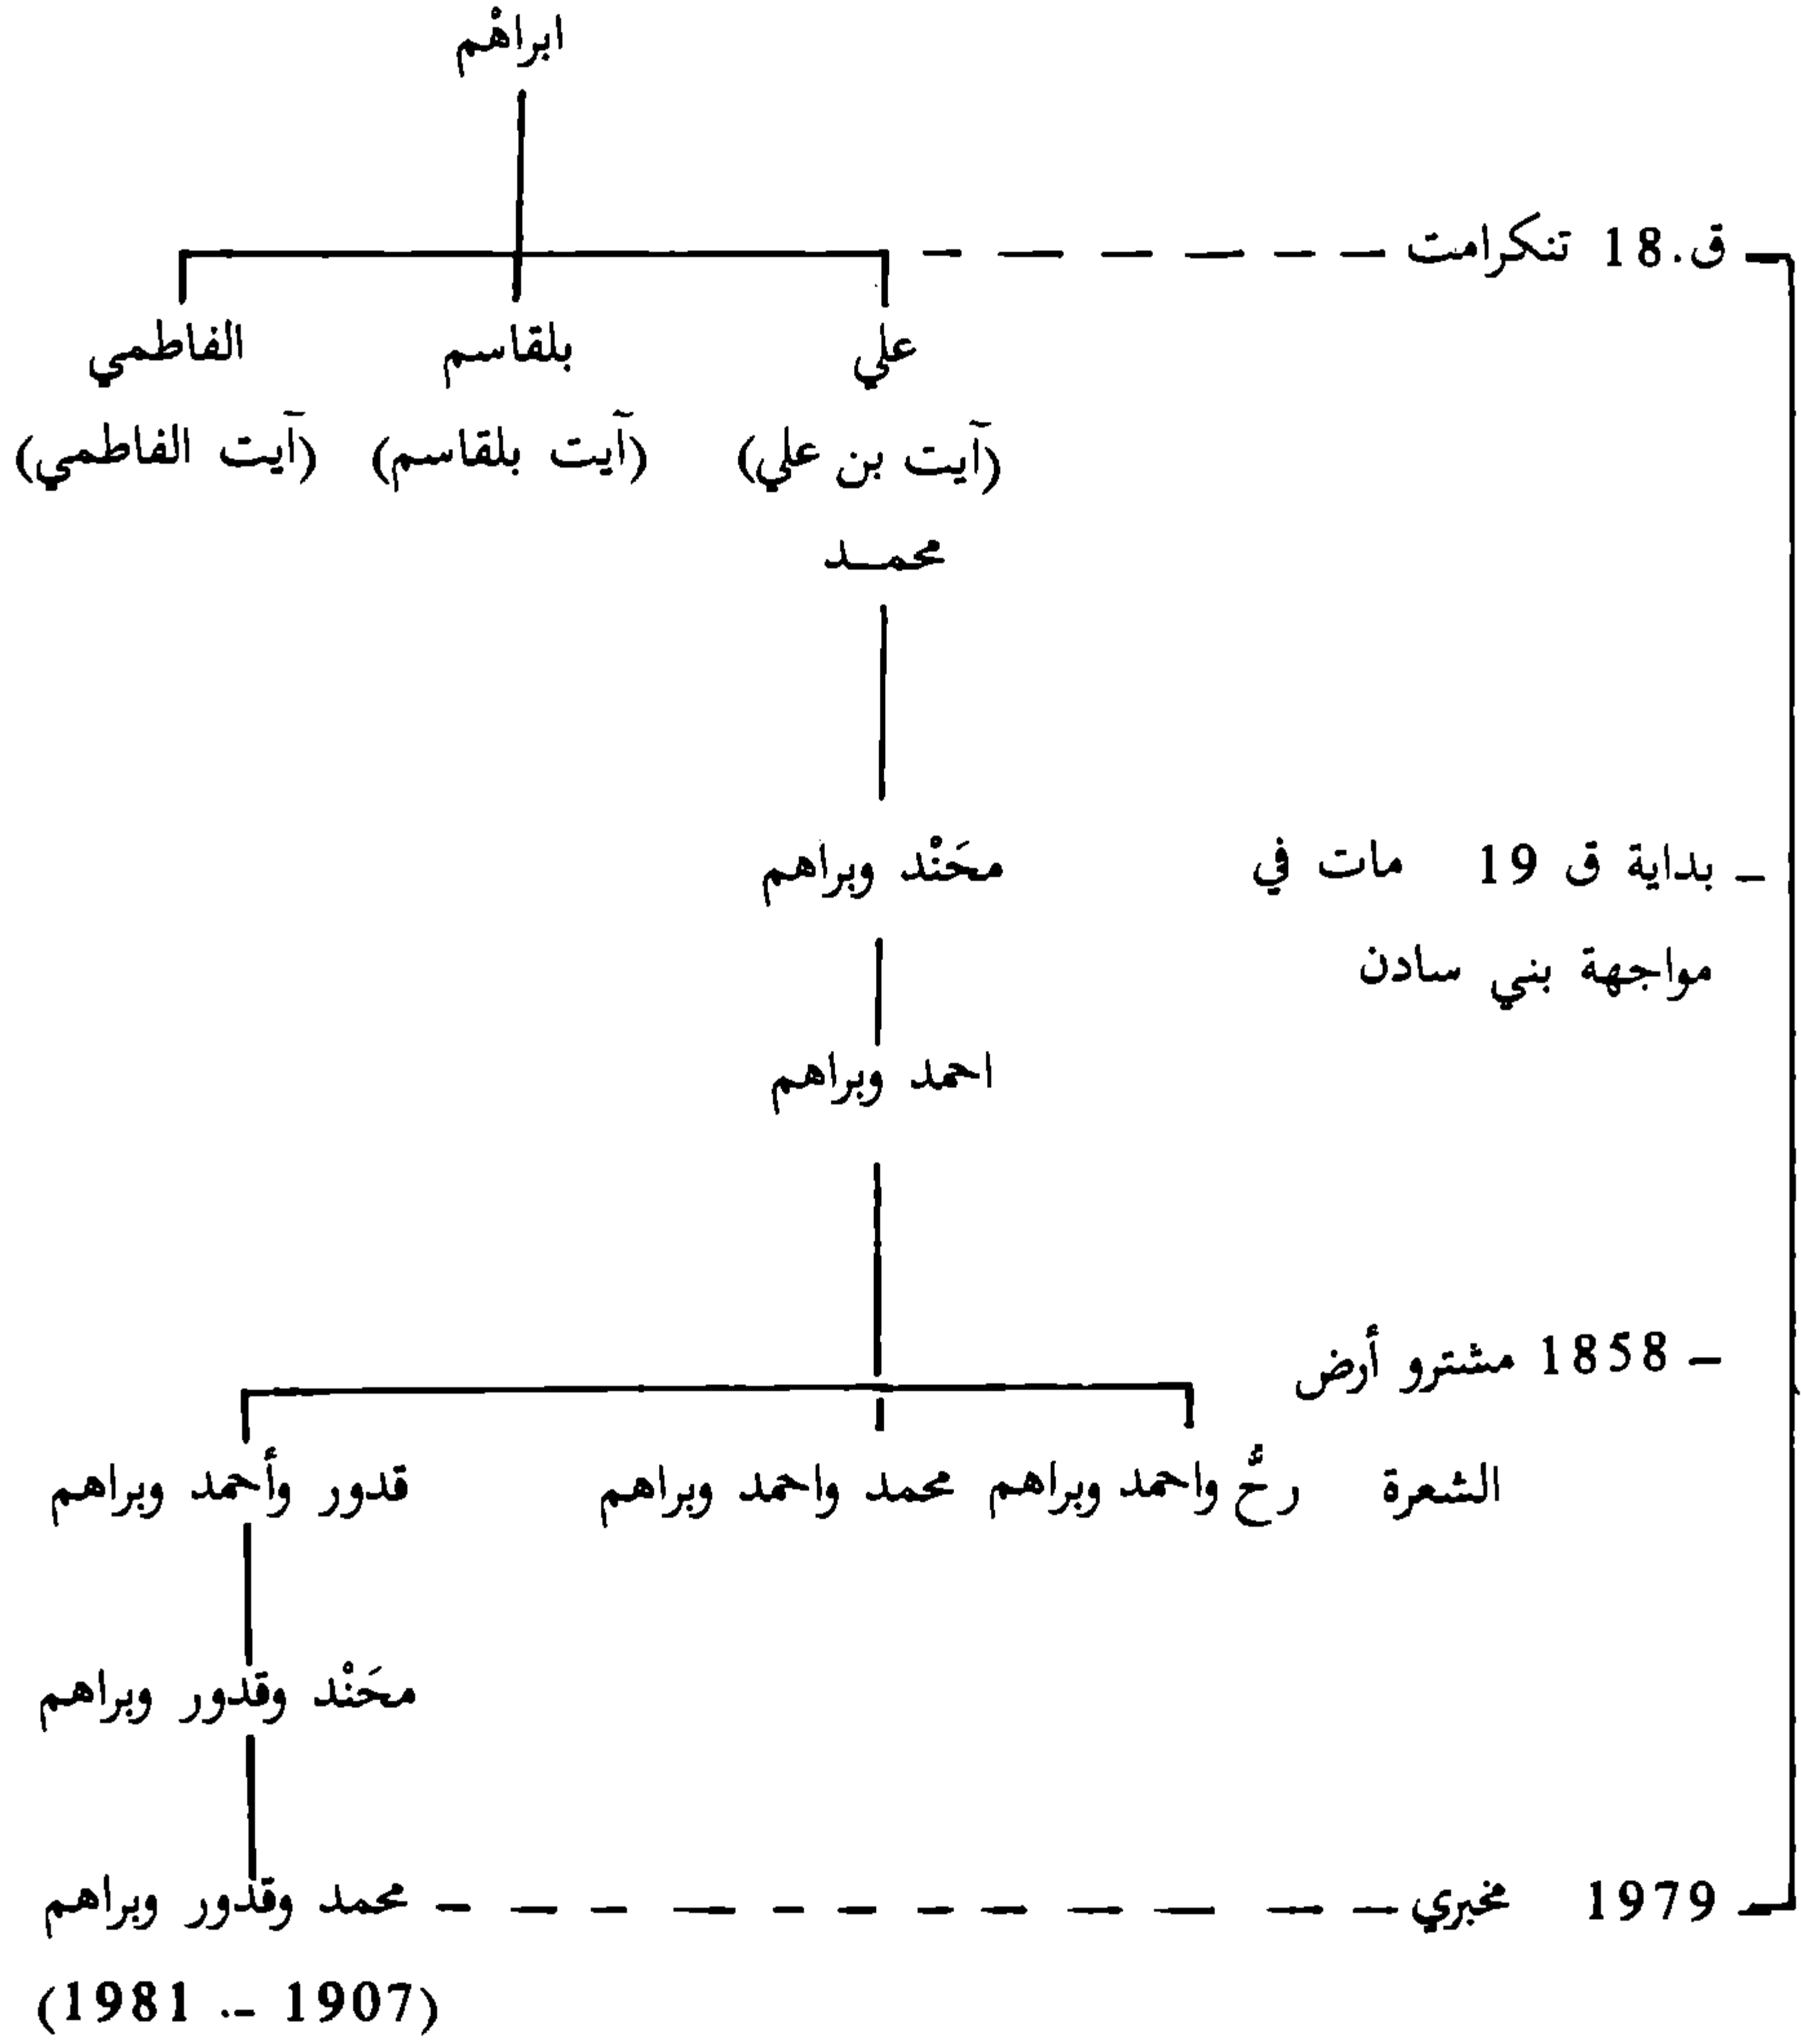 ابراهْم
ق.18 تنكرامت
علي بلقاسم الفاطمي
(آيت بن علي) (آيت بلقاسم) (آيت الفاطمي)
محمد
ـ بداية ق 19 مات في محَنْد وبراهم
مواجهة بني سادن
احمد وبراهم
ـ 1858 مشترو أرض
الشعرة رحّ واحمد وبراهم محمد واحمد وبراهم قدور وأحمد وبراهم
محَنْد وقدور وبراهم
1979 مخبري محمد وقدور وبراهم
(1907 ـ 1981)